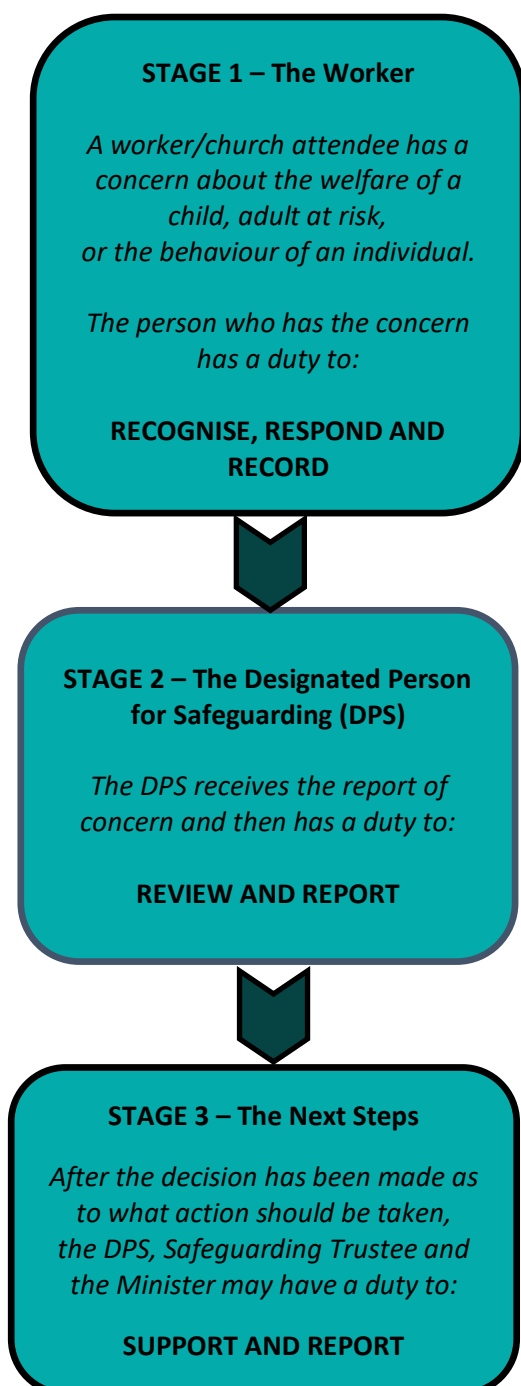 STAGE 1 – The Worker
A worker/church attendee has a
concern about the welfare of a
child, adult at risk,
or the behaviour of an individual.
The person who has the concern
has a duty to:
RECOGNISE, RESPOND AND
RECORD
STAGE 2 – The Designated Person
for Safeguarding (DPS)
The DPS receives the report of
concern and then has a duty to:
REVIEW AND REPORT
STAGE 3 – The Next Steps
After the decision has been made as
to what action should be taken,
the DPS, Safeguarding Trustee and
the Minister may have a duty to:
SUPPORT AND REPORT